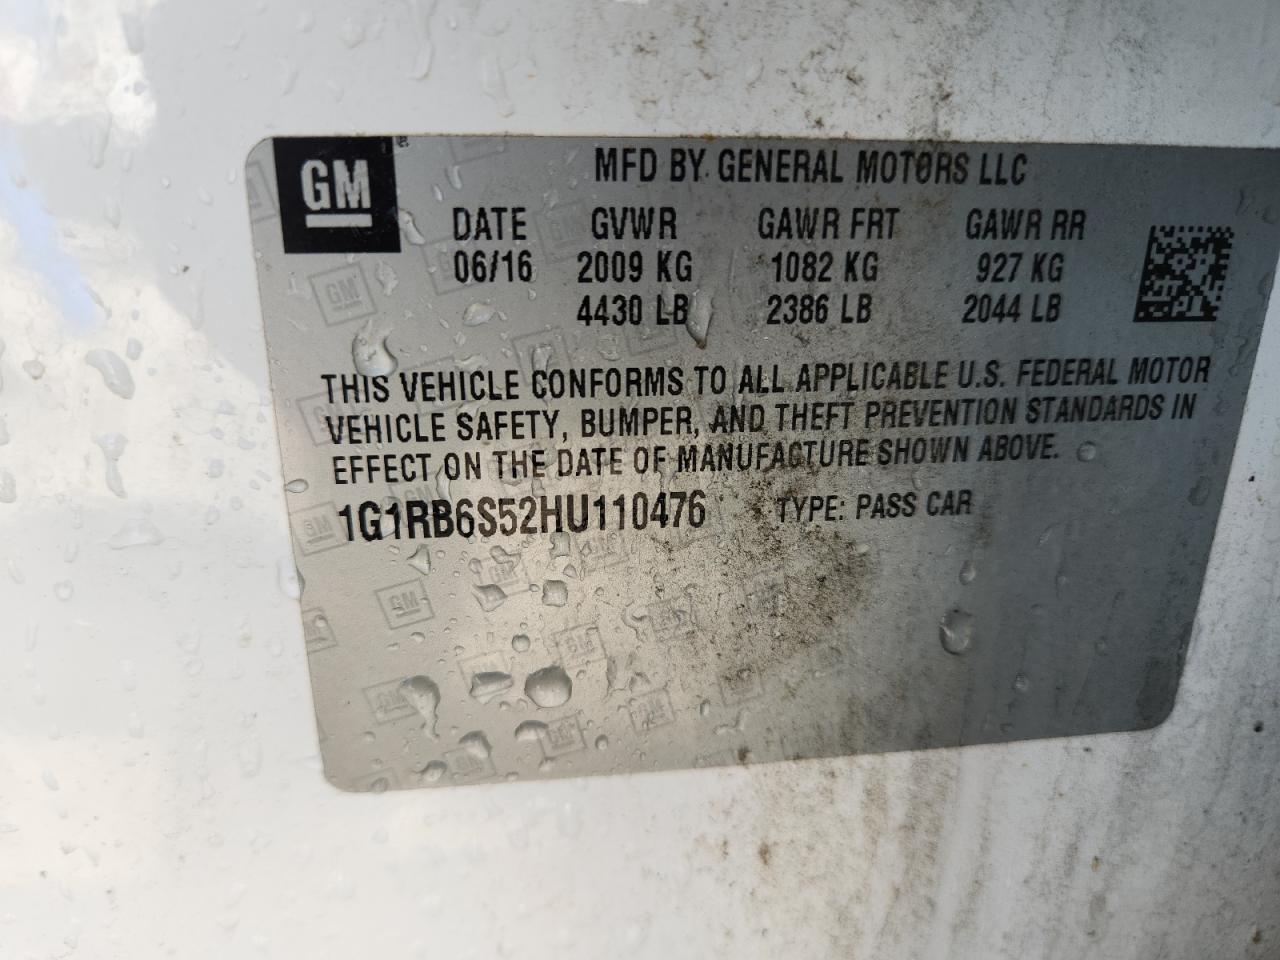 GM
MFD BY GENERAL MOTORS LLC
DATE GVWR GAWR FRT GAWR RR
06/16 2009 KG 1082 KG 927 KG
4430 LB 2386 LB 2044 LB
THIS VEHICLE CONFORMS TO ALL APPLICABLE U.S. FEDERAL MOTOR
VEHICLE SAFETY, BUMPER, AND THEFT PREVENTION STANDARDS IN
EFFECT ON THE DATE OF MANUFACTURE SHOWN ABOVE.
1G1RB6S52HU110476 TYPE: PASS CAR